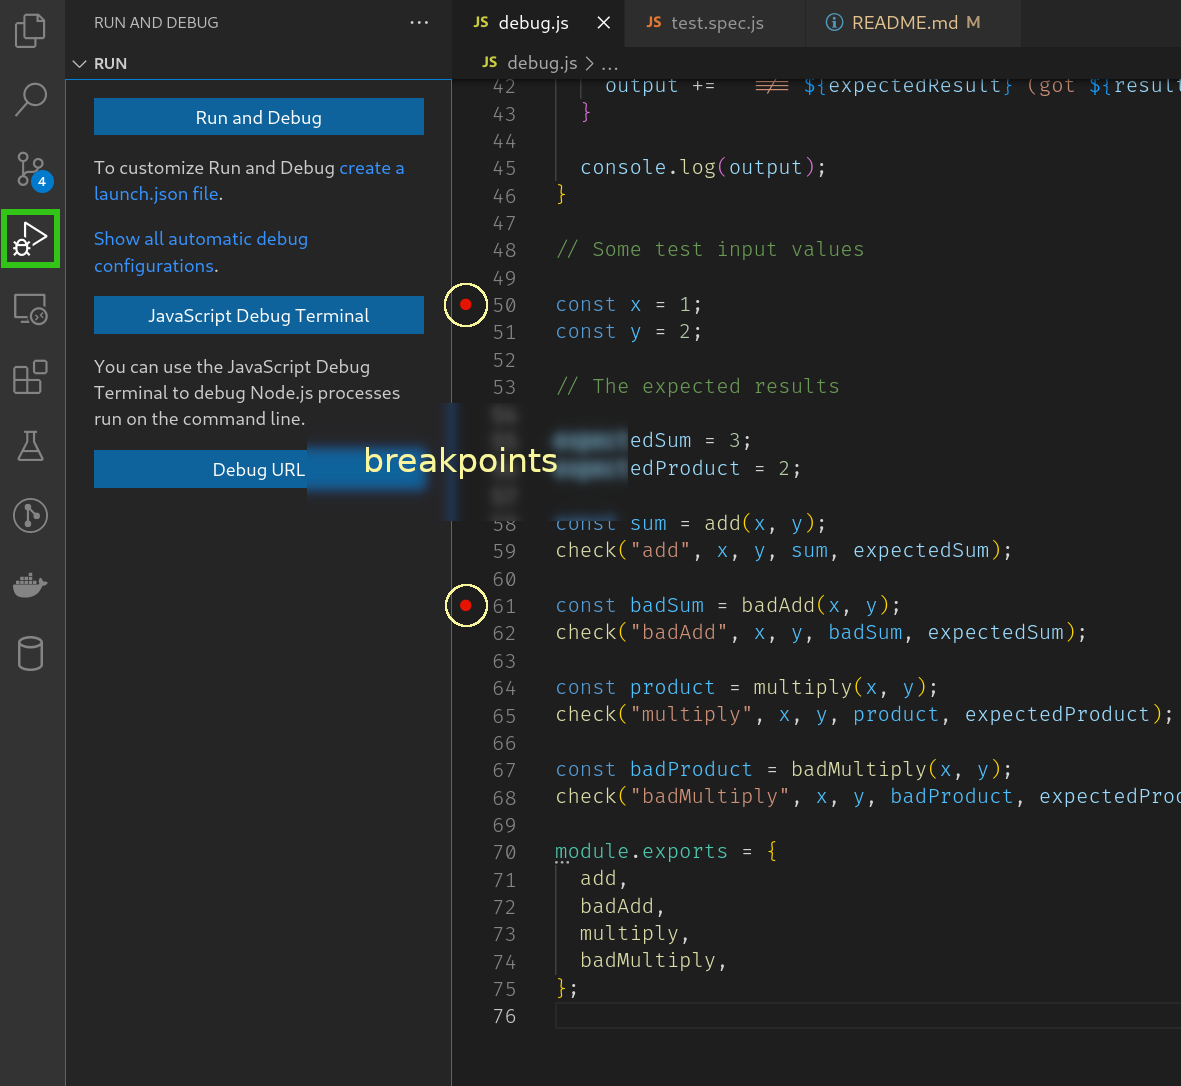 RUN AND DEBUG ···
RUN
Run and Debug
To customize Run and Debug create a
launch.json file.
Show all automatic debug
configurations.
JavaScript Debug Terminal
You can use the JavaScript Debug
Terminal to debug Node.js processes
run on the command line.
Debug URL
4
breakpoints
JS debug.js
JS test.spec.js
README.md M
JS debug.js > ...
42 output += ≠== ${expectedResult} (got ${result
43 }
44
45 console.log(output);
46 }
47
48 // Some test input values
49
50 const x = 1;
51 const y = 2;
52
53 // The expected results
edSum = 3;
edProduct = 2;
58 const sum = add(x, y);
59 check("add", x, y, sum, expectedSum);
60
61 const badSum = badAdd(x, y);
62 check("badAdd", x, y, badSum, expectedSum);
63
64 const product = multiply(x, y);
65 check("multiply", x, y, product, expectedProduct);
66
67 const badProduct = badMultiply(x, y);
68 check("badMultiply", x, y, badProduct, expectedProd
69
70 module.exports = {
71 add,
72 badAdd,
73 multiply,
74 badMultiply,
75 };
76